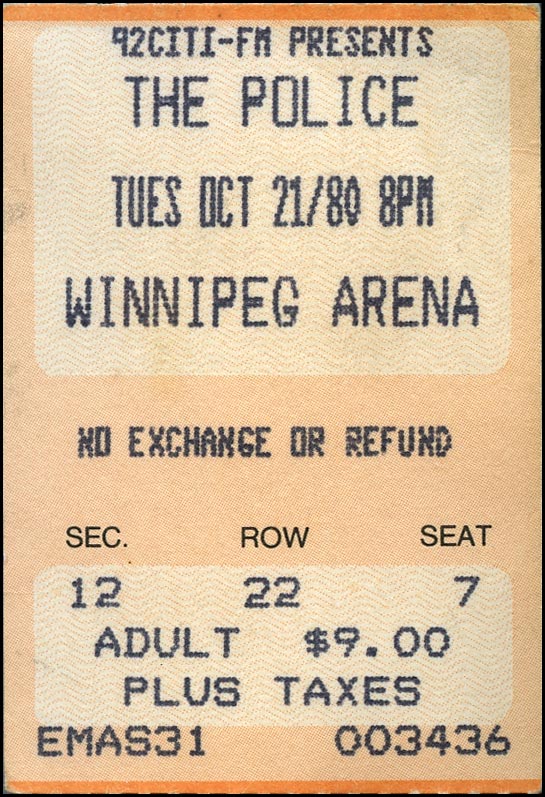 92CITI-FM PRESENTS
THE POLICE
TUES OCT 21/80 8PM
WINNIPEG ARENA
NO EXCHANGE OR REFUND
SEC. ROW SEAT
12 22 7
ADULT $9.00
PLUS TAXES
EMAS31 003436